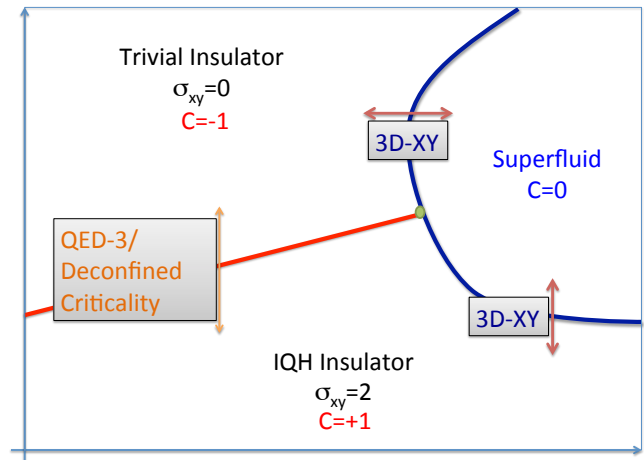 Trivial Insulator
σxy=0
C=-1
3D-XY
Superfluid
C=0
QED-3/
Deconfined
Criticality
3D-XY
IQH Insulator
σxy=2
C=+1